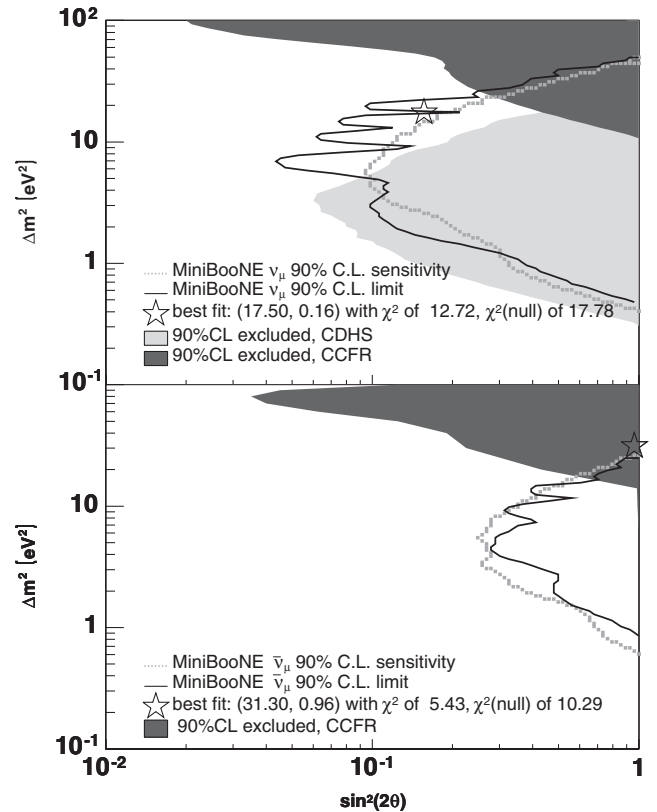 10²
10
1
10⁻¹
Δm² [eV²]
MiniBooNE νμ 90% C.L. sensitivity
MiniBooNE νμ 90% C.L. limit
best fit: (17.50, 0.16) with χ² of 12.72, χ²(null) of 17.78
90%CL excluded, CDHS
90%CL excluded, CCFR
10
1
10⁻¹
Δm² [eV²]
MiniBooNE ν̄μ 90% C.L. sensitivity
MiniBooNE ν̄μ 90% C.L. limit
best fit: (31.30, 0.96) with χ² of 5.43, χ²(null) of 10.29
90%CL excluded, CCFR
10⁻² 10⁻¹ 1
sin²(2θ)